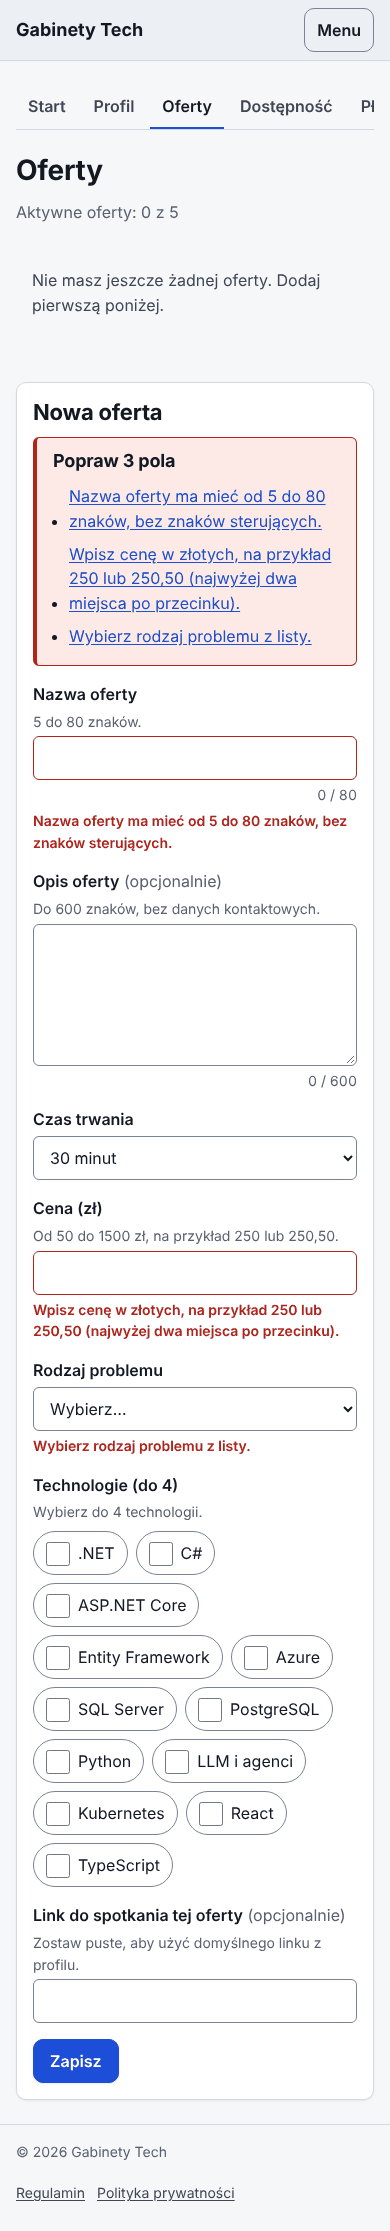 Gabinety Tech
Menu
Start Profil Oferty Dostępność
Oferty
Aktywne oferty: 0 z 5
Nie masz jeszcze żadnej oferty. Dodaj
pierwszą poniżej.
Nowa oferta
Popraw 3 pola
Nazwa oferty ma mieć od 5 do 80
znaków, bez znaków sterujących.
Wpisz cenę w złotych, na przykład
250 lub 250,50 (najwyżej dwa
miejsca po przecinku).
Wybierz rodzaj problemu z listy.
Nazwa oferty
5 do 80 znaków.
0 / 80
Nazwa oferty ma mieć od 5 do 80 znaków, bez
znaków sterujących.
Opis oferty (opcjonalnie)
Do 600 znaków, bez danych kontaktowych.
0 / 600
Czas trwania
30 minut
Cena (zł)
Od 50 do 1500 zł, na przykład 250 lub 250,50.
Wpisz cenę w złotych, na przykład 250 lub
250,50 (najwyżej dwa miejsca po przecinku).
Rodzaj problemu
Wybierz...
Wybierz rodzaj problemu z listy.
Technologie (do 4)
Wybierz do 4 technologii.
.NET C#
ASP.NET Core
Entity Framework Azure
SQL Server PostgreSQL
Python LLM i agenci
Kubernetes React
TypeScript
Link do spotkania tej oferty (opcjonalnie)
Zostaw puste, aby użyć domyślnego linku z
profilu.
Zapisz
© 2026 Gabinety Tech
Regulamin Polityka prywatności